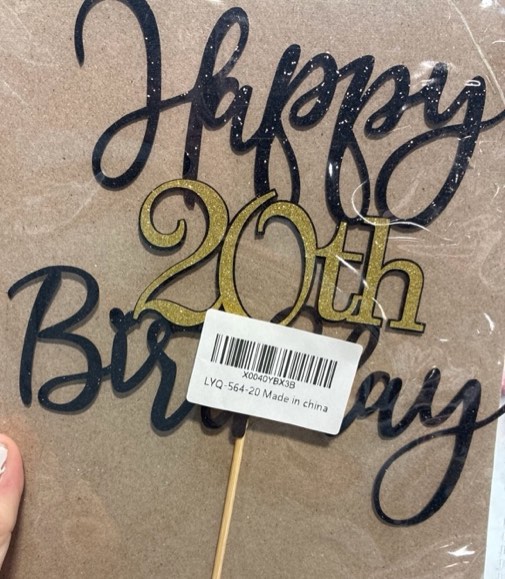 Happy
20th
Birthday
X0040YBX3B
LYQ-564-20 Made in china